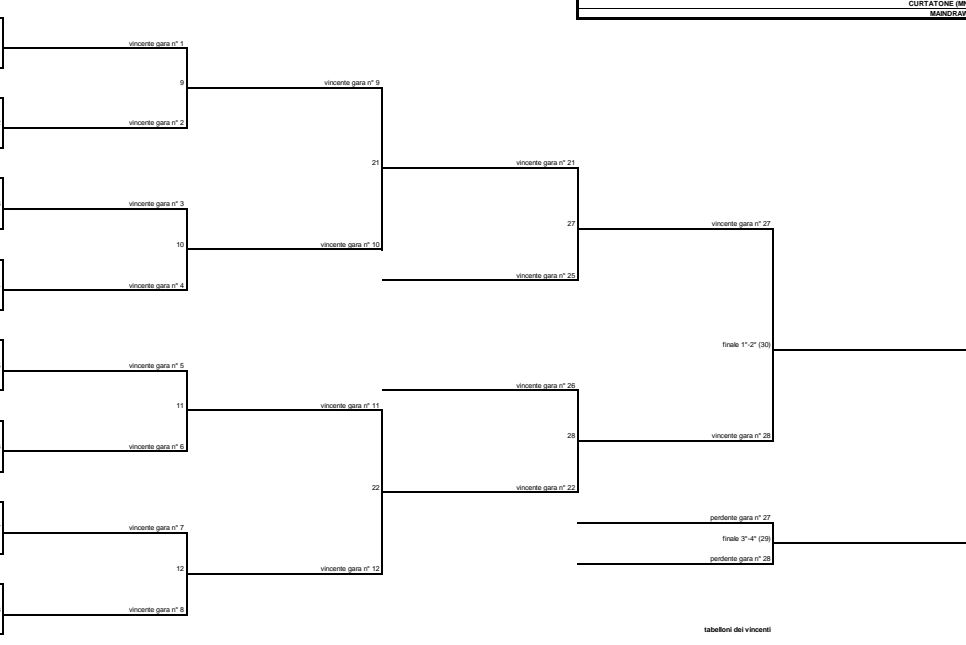 CURTATONE (MN
MAINDRAW
vincente gara n° 1
9
vincente gara n° 9
vincente gara n° 2
21
vincente gara n° 21
vincente gara n° 3
27
vincente gara n° 27
10
vincente gara n° 10
vincente gara n° 25
vincente gara n° 4
finale 1°-2° (30)
vincente gara n° 5
vincente gara n° 26
11
vincente gara n° 11
28
vincente gara n° 28
vincente gara n° 6
22
vincente gara n° 22
perdente gara n° 27
vincente gara n° 7
finale 3°-4° (29)
perdente gara n° 28
12
vincente gara n° 12
vincente gara n° 8
tabelloni dei vincenti